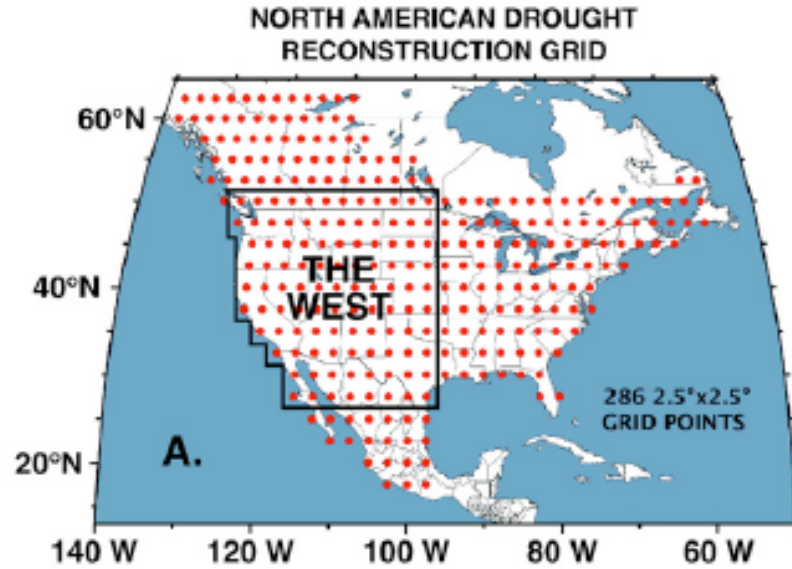 NORTH AMERICAN DROUGHT
RECONSTRUCTION GRID
60°N
40°N
20°N
THE
WEST
286 2.5°x2.5°
GRID POINTS
A.
140 W 120 W 100 W 80 W 60 W